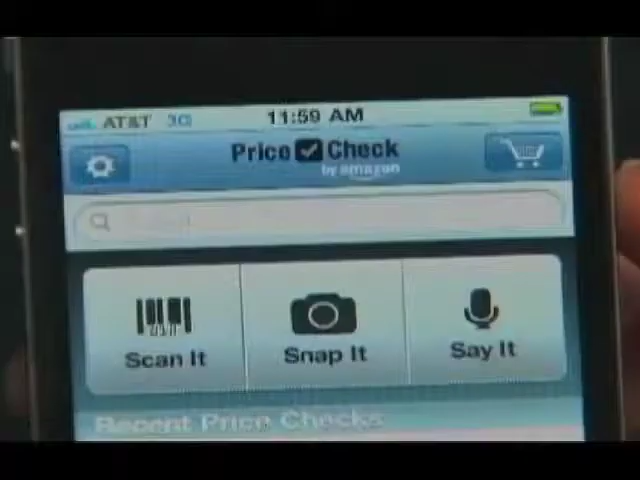 AT&T 3G 11:59 AM
Price Check
by amazon
Scan It Snap It Say It
Recent Price Checks